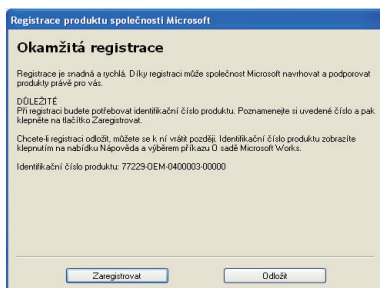 Registrace produktu společnosti Microsoft
Okamžitá registrace
Registrace je snadná a rychlá. Díky registraci může společnost Microsoft navrhovat a podporovat
produkty právě pro vás.
DŮLEŽITÉ
Při registraci budete potřebovat identifikační číslo produktu. Poznamenejte si uvedené číslo a pak
klepněte na tlačítko Zaregistrovat.
Chcete-li registraci odložit, můžete se k ní vrátit později. Identifikační číslo produktu zobrazíte
klepnutím na nabídku Nápověda a výběrem příkazu O sadě Microsoft Works.
Identifikační číslo produktu: 77229-OEM-0400003-00000
Zaregistrovat
Odložit